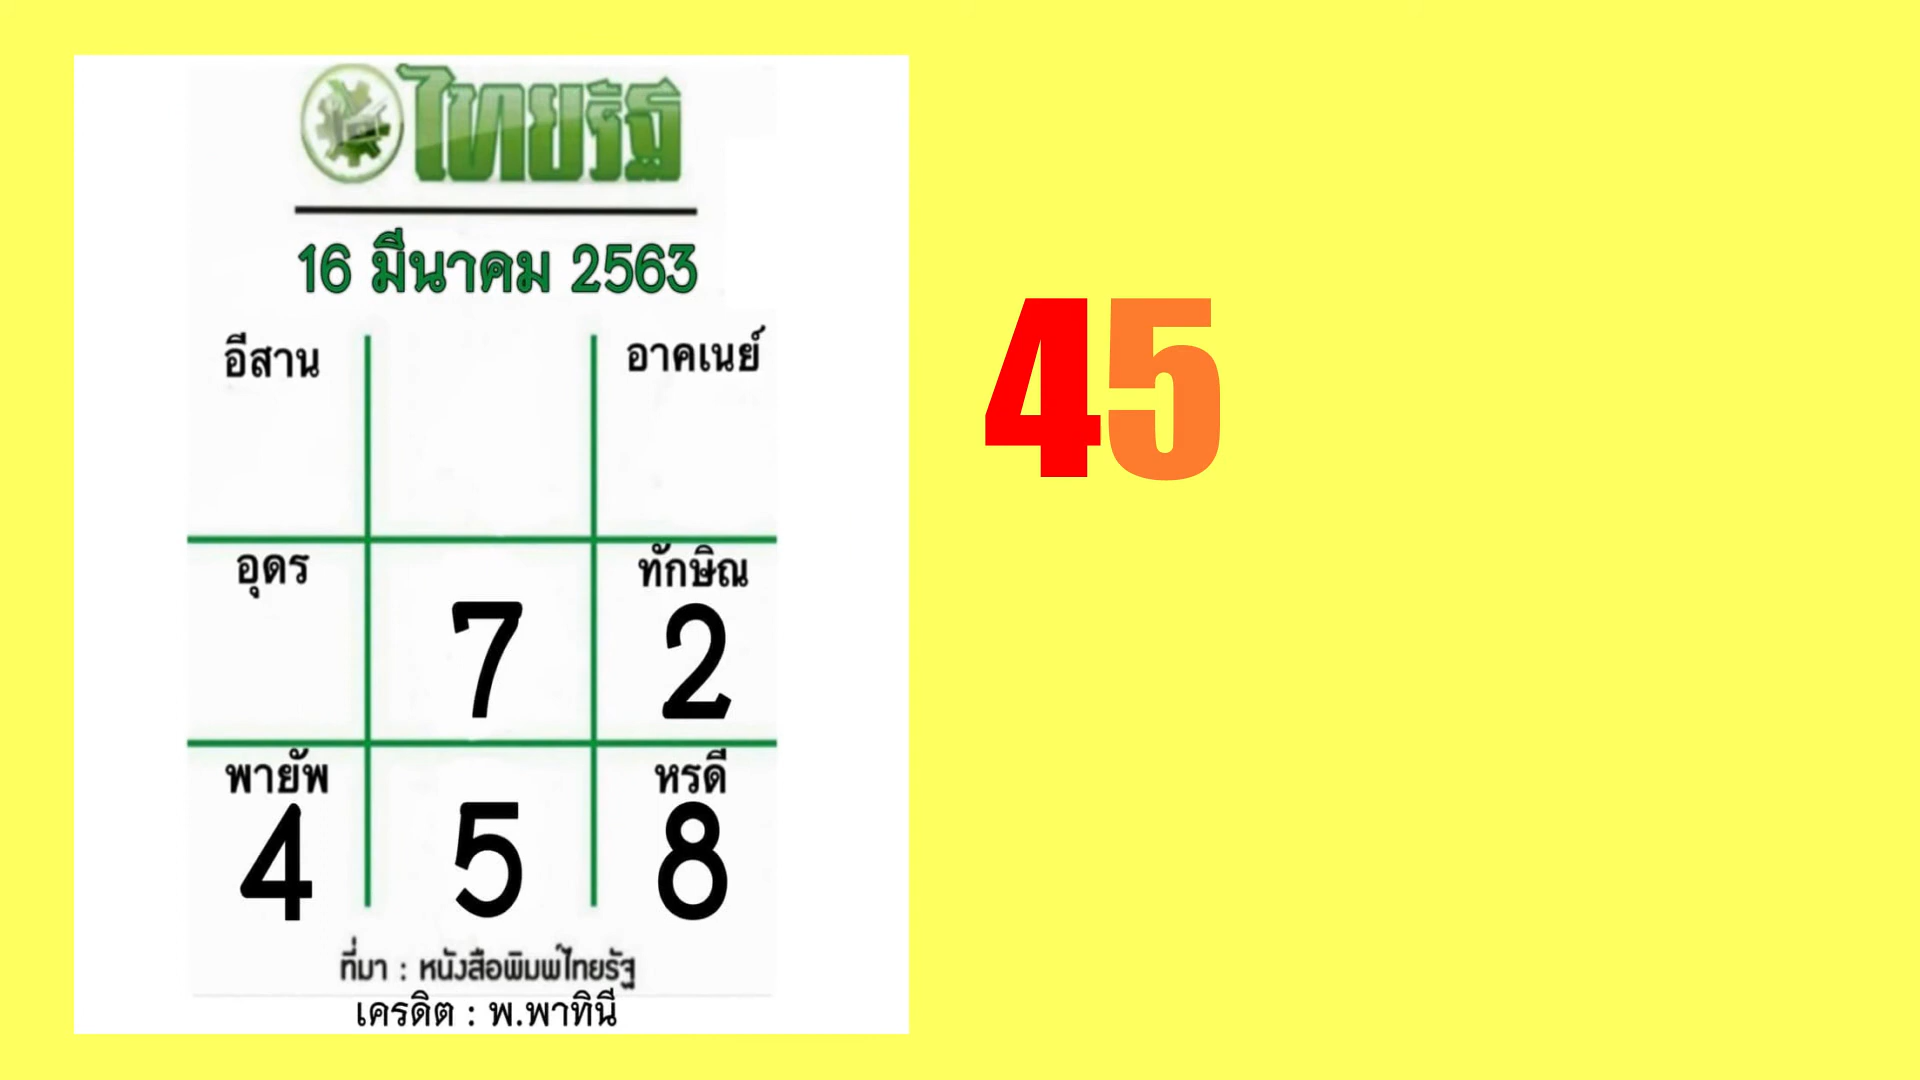 ไทยรัฐ
16 มีนาคม 2563
อีสาน
อาคเนย์
อุดร
ทักษิณ
7
2
พายัพ
หรดี
4
5
8
ที่มา : หนังสือพิมพ์ไทยรัฐ
เครดิต : พ.พาทินี
45